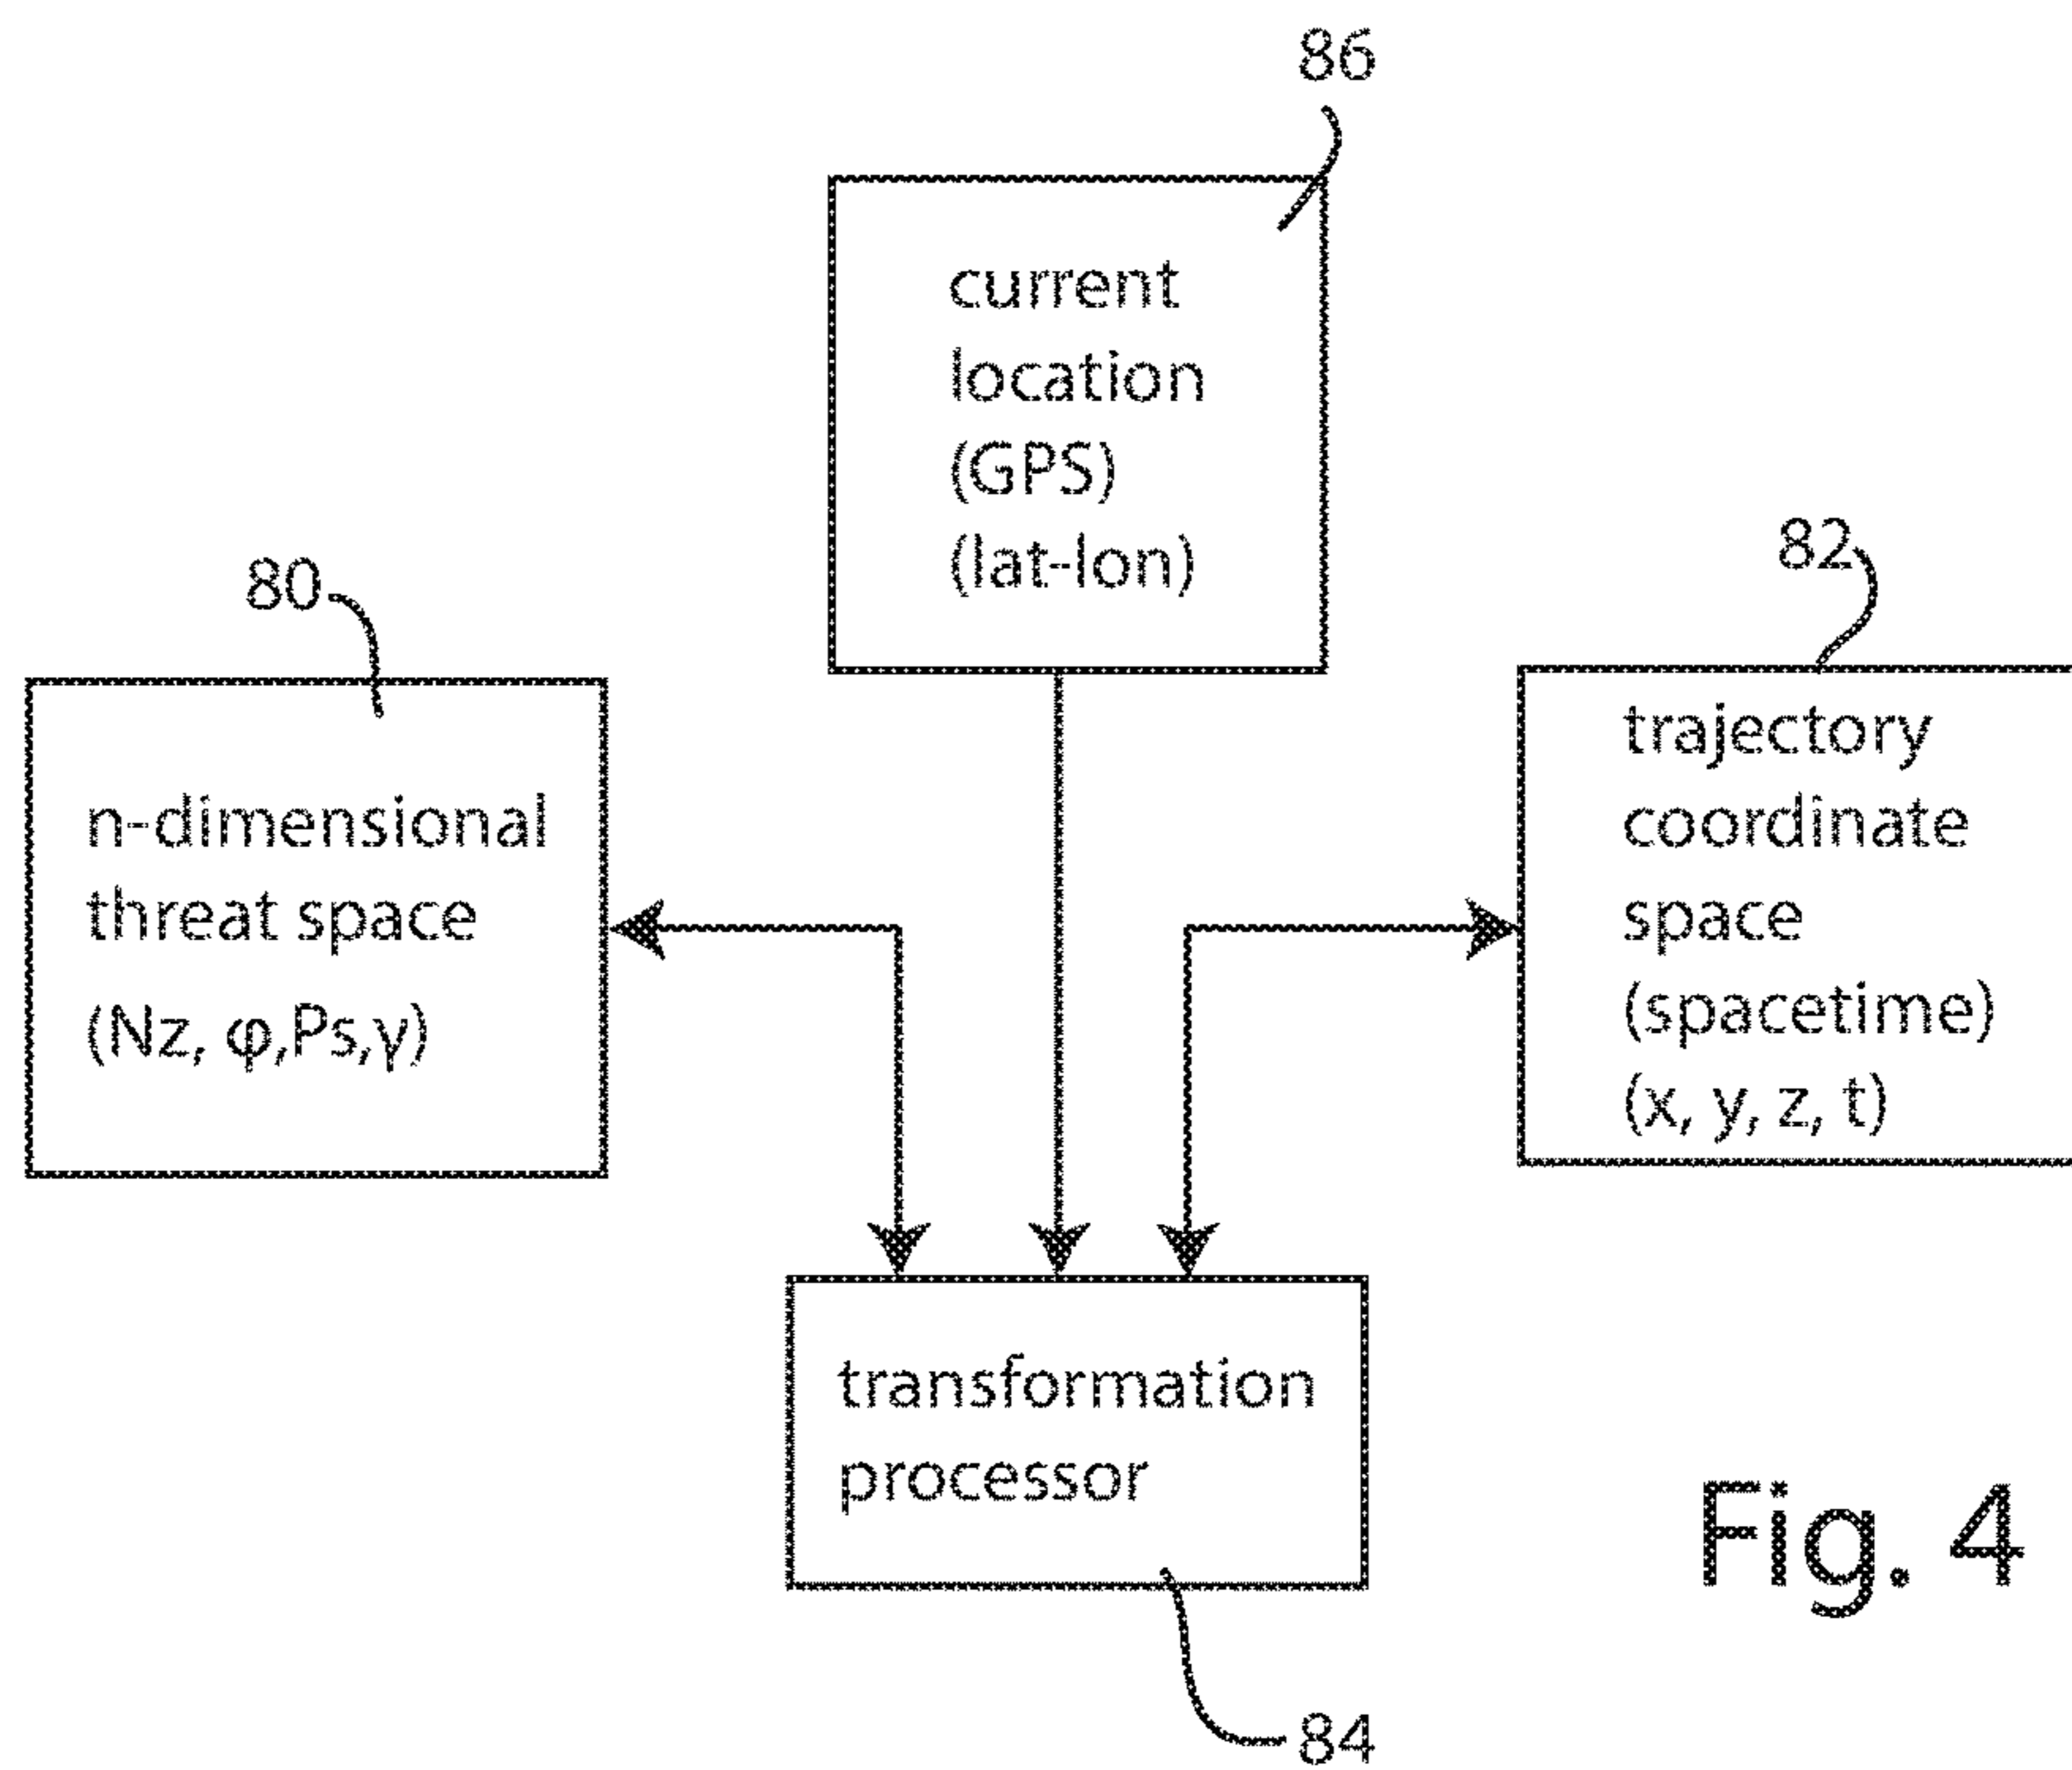 86
current
location
(GPS)
(lat-lon)
80
n-dimensional
threat space
(Nz, φ,Ps,γ)
82
trajectory
coordinate
space
(spacetime)
(x, y, z, t)
transformation
processor
84
Fig. 4